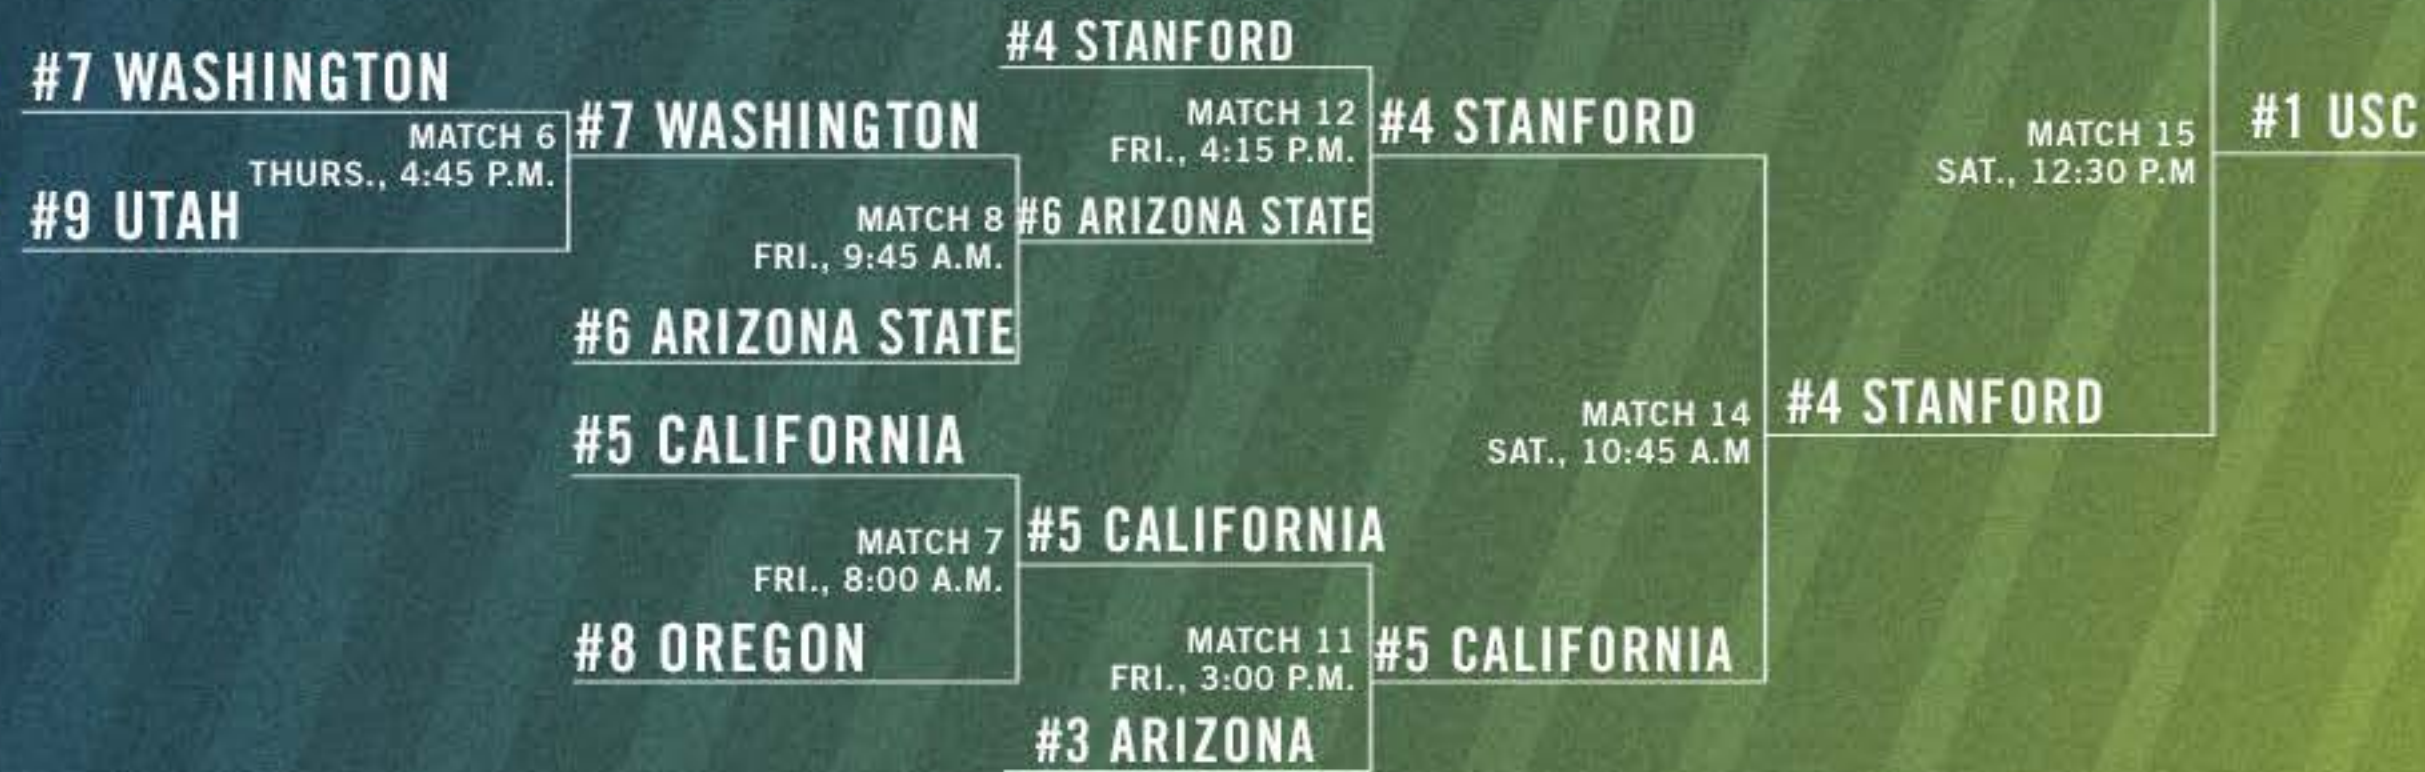 #7 WASHINGTON
MATCH 6
THURS., 4:45 P.M.
#9 UTAH
#7 WASHINGTON
MATCH 8
FRI., 9:45 A.M.
#6 ARIZONA STATE
#5 CALIFORNIA
MATCH 7
FRI., 8:00 A.M.
#8 OREGON
#4 STANFORD
MATCH 12
FRI., 4:15 P.M.
#6 ARIZONA STATE
#5 CALIFORNIA
MATCH 11
FRI., 3:00 P.M.
#3 ARIZONA
#4 STANFORD
MATCH 14
SAT., 10:45 A.M
#5 CALIFORNIA
#4 STANFORD
MATCH 15
SAT., 12:30 P.M
#1 USC